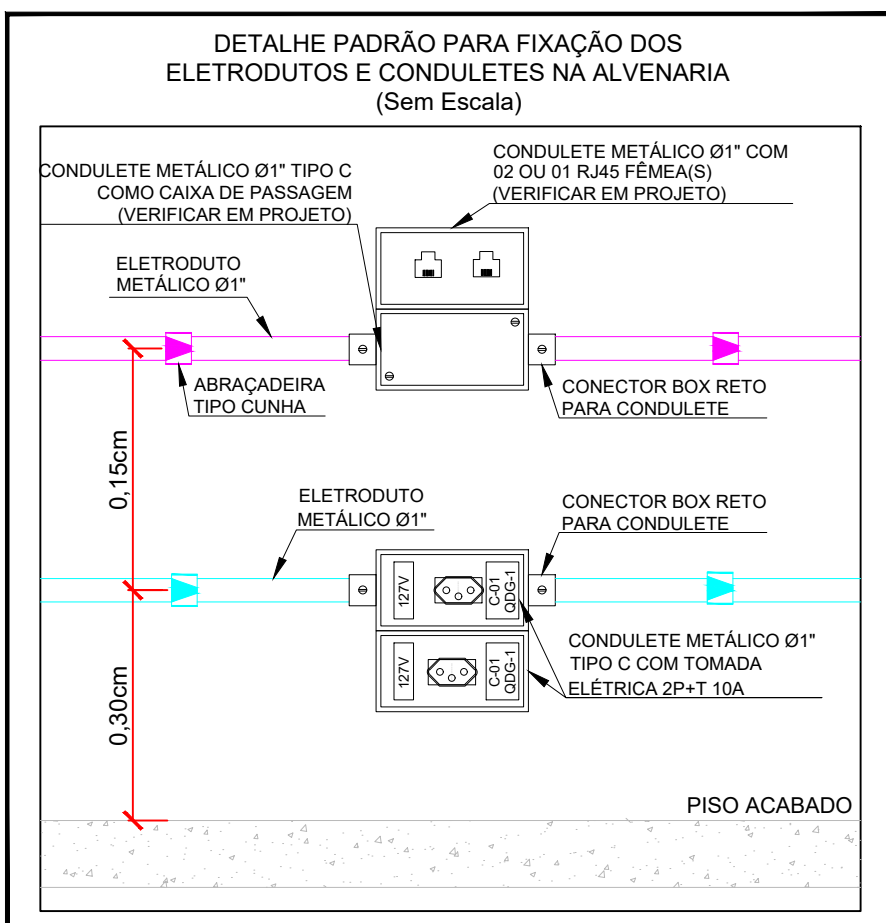 DETALHE PADRÃO PARA FIXAÇÃO DOS
ELETRODUTOS E CONDULETES NA ALVENARIA
(Sem Escala)
CONDULETE METÁLICO Ø1" TIPO C
COMO CAIXA DE PASSAGEM
(VERIFICAR EM PROJETO)
CONDULETE METÁLICO Ø1" COM
02 OU 01 RJ45 FÊMEA(S)
(VERIFICAR EM PROJETO)
ELETRODUTO
METÁLICO Ø1"
ABRAÇADEIRA
TIPO CUNHA
CONECTOR BOX RETO
PARA CONDULETE
0,15cm
ELETRODUTO
METÁLICO Ø1"
CONECTOR BOX RETO
PARA CONDULETE
127V
C-01
QDG-1
127V
C-01
QDG-1
CONDULETE METÁLICO Ø1"
TIPO C COM TOMADA
ELÉTRICA 2P+T 10A
0,30cm
PISO ACABADO